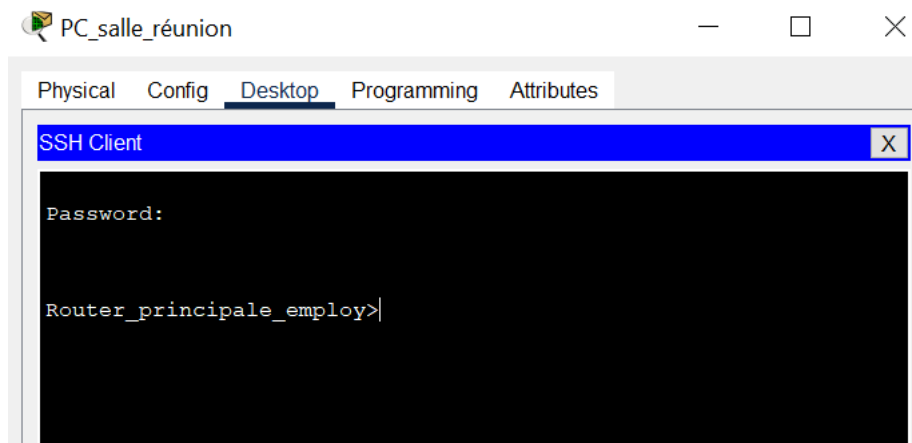 PC_salle_réunion
Physical Config Desktop Programming Attributes
SSH Client X
Password:
Router_principale_employ>